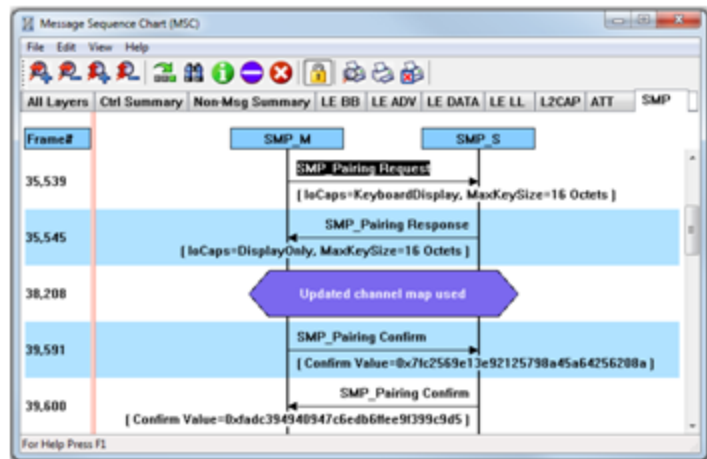 Message Sequence Chart (MSC)
File Edit View Help
All Layers Ctrl Summary Non-Msg Summary LE BB LE ADV LE DATA LE LL L2CAP ATT SMP
Frame# SMP_M SMP_S
SMP_Pairing Request
35,539
[ IoCaps=KeyboardDisplay, MaxKeySize=16 Octets ]
SMP_Pairing Response
35,545
[ IoCaps=DisplayOnly, MaxKeySize=16 Octets ]
38,208 Updated channel map used
SMP_Pairing Confirm
39,591
[ Confirm Value=0x7fc2569e13e92125798a45a64256208a ]
SMP_Pairing Confirm
39,600
[ Confirm Value=0xfadc394940947c6edb6ffee9f399c9d5 ]
For Help Press F1